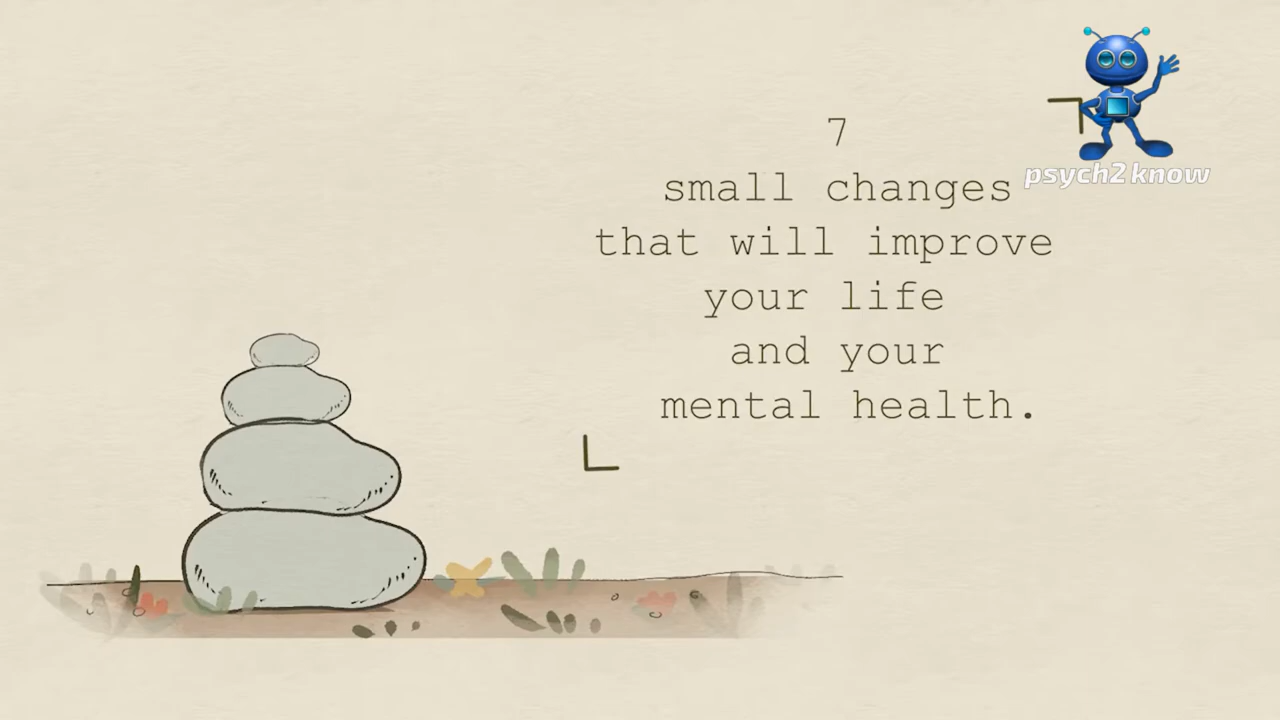 7
small changes
that will improve
your life
and your
mental health.
psych2know